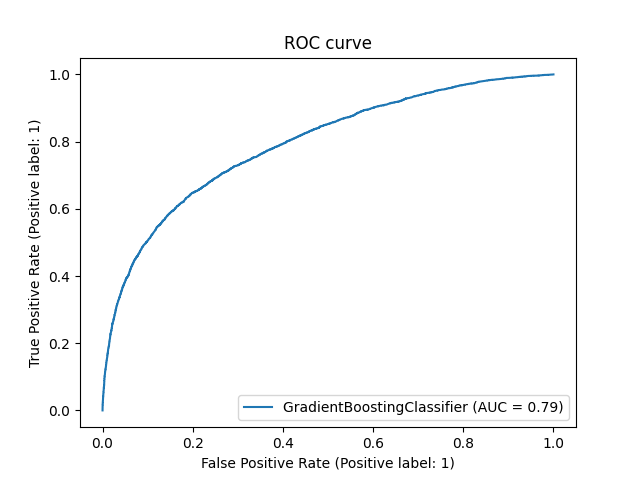 ROC curve
1.0
0.8
0.6
0.4
0.2
0.0
True Positive Rate (Positive label: 1)
GradientBoostingClassifier (AUC = 0.79)
0.0 0.2 0.4 0.6 0.8 1.0
False Positive Rate (Positive label: 1)